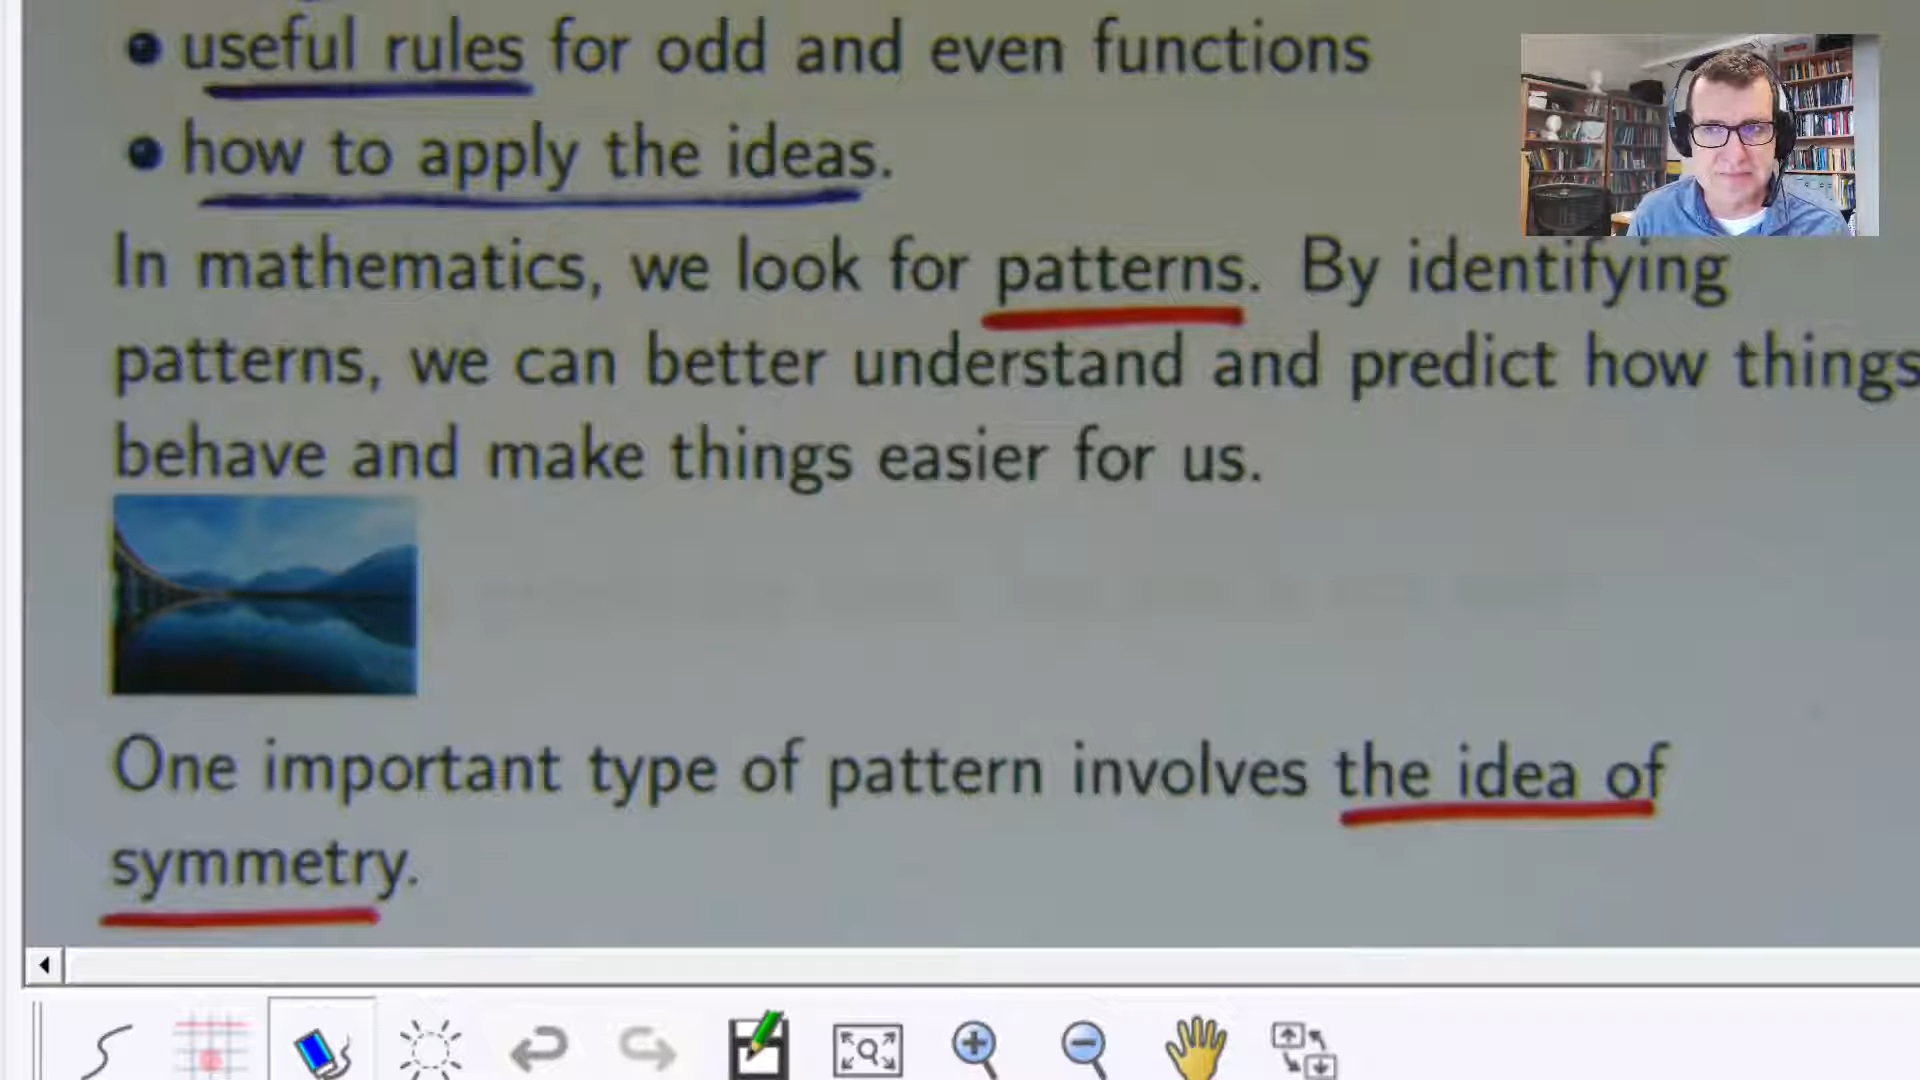 • useful rules for odd and even functions
• how to apply the ideas.
In mathematics, we look for patterns. By identifying
patterns, we can better understand and predict how things
behave and make things easier for us.
One important type of pattern involves the idea of
symmetry.